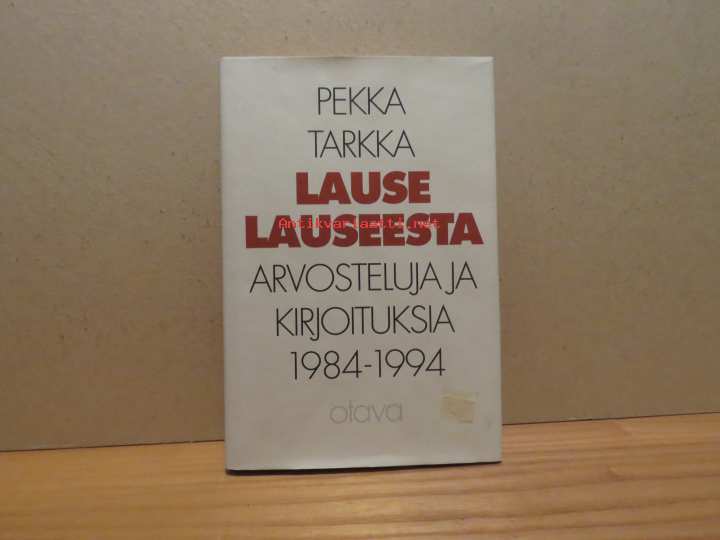 PEKKA
TARKKA
LAUSE
Antikvariaatti.net
LAUSEESTA
ARVOSTELUJA JA
KIRJOITUKSIA
1984-1994
otava